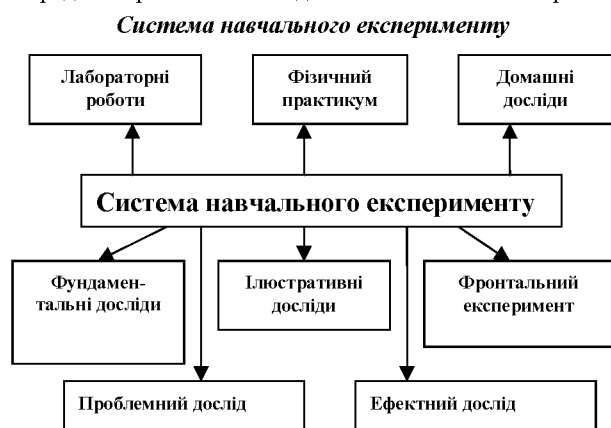 Система навчального експерименту
Лабораторні
роботи
Фізичний
практикум
Домашні
досліди
Система навчального експерименту
Фундамен-
тальні досліди
Ілюстративні
досліди
Фронтальний
експеримент
Проблемний дослід
Ефектний дослід